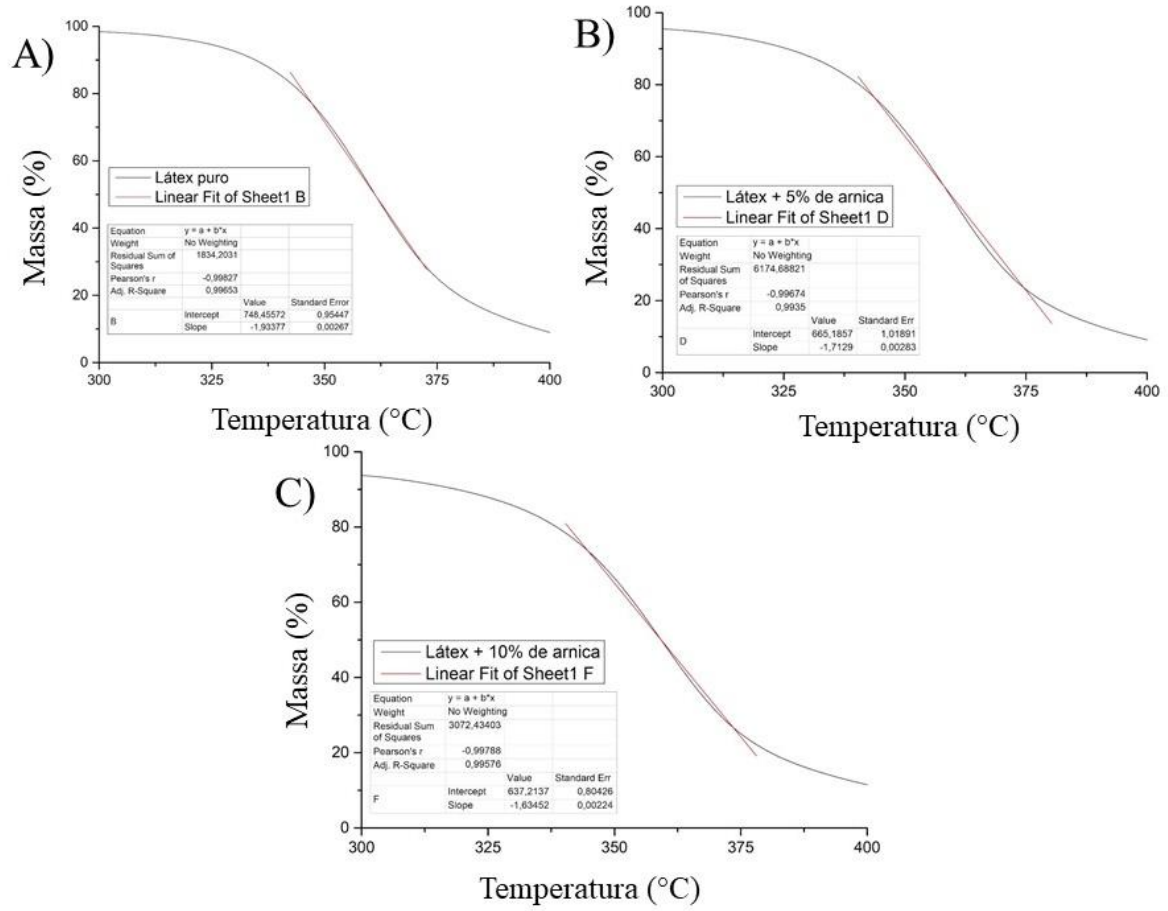 A)
Massa (%)
100
80
60
40
20
0
Látex puro
Linear Fit of Sheet1 B
Equation y = a + b*x
Weight No Weighting
Residual Sum of 1834,2031
Squares
Pearson's r -0,99827
Adj. R-Square 0,99653
Value Standard Error
B
Intercept 748,45572 0,95447
Slope -1,93377 0,00267
300 325 350 375 400
Temperatura (°C)
B)
Massa (%)
100
80
60
40
20
0
Látex + 5% de arnica
Linear Fit of Sheet1 D
Equation y = a + b*x
Weight No Weighting
Residual Sum 6174,68821
of Squares
Pearson's r -0,99674
Adj. R-Square 0,9935
Value Standard Err
D
Intercept 665,1857 1,01891
Slope -1,7129 0,00283
300 325 350 375 400
Temperatura (°C)
C)
Massa (%)
100
80
60
40
20
0
Látex + 10% de arnica
Linear Fit of Sheet1 F
Equation y = a + b*x
Weight No Weighting
Residual Sum 3072,43403
of Squares
Pearson's r -0,99788
Adj. R-Square 0,99576
Value Standard Err
F
Intercept 637,2137 0,80426
Slope -1,63452 0,00224
300 325 350 375 400
Temperatura (°C)